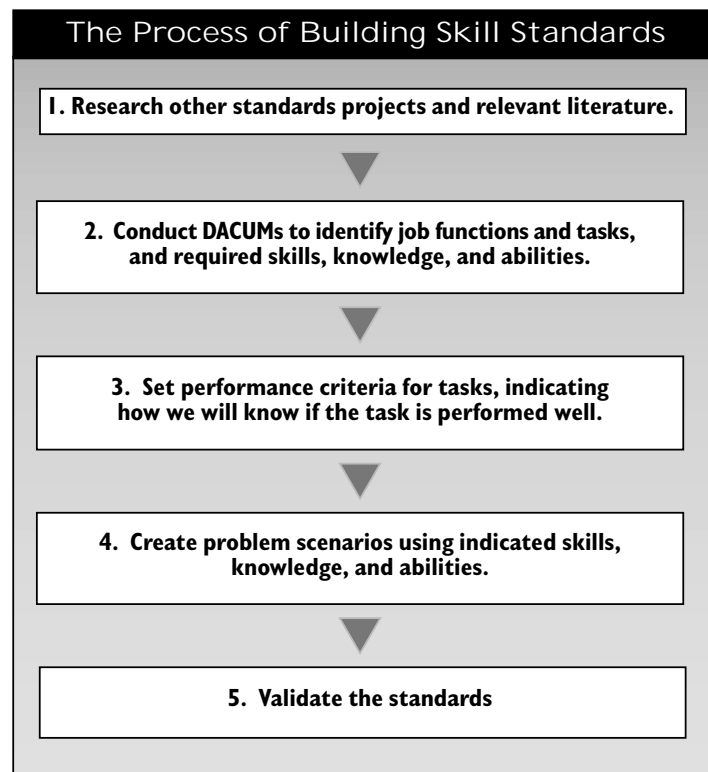 The Process of Building Skill Standards
1. Research other standards projects and relevant literature.
2. Conduct DACUMs to identify job functions and tasks,
and required skills, knowledge, and abilities.
3. Set performance criteria for tasks, indicating
how we will know if the task is performed well.
4. Create problem scenarios using indicated skills,
knowledge, and abilities.
5. Validate the standards